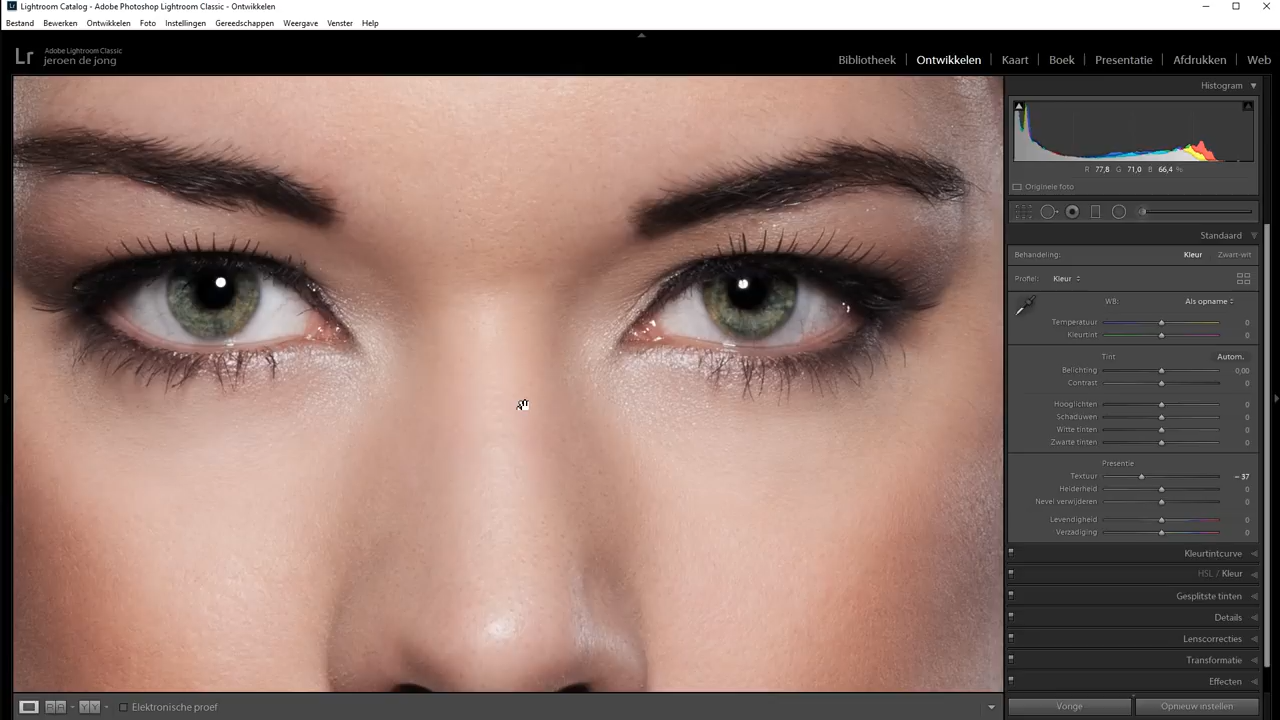 Lightroom Catalog - Adobe Photoshop Lightroom Classic - Ontwikkelen
Bestand Bewerken Ontwikkelen Foto Instellingen Gereedschappen Weergave Venster Help
Lr
Adobe Lightroom Classic
jeroen de jong
Bibliotheek Ontwikkelen Kaart Boek Presentatie Afdrukken Web
Histogram
R 77,8 G 71,0 B 66,4 %
Originele foto
Standaard
Behandeling: Kleur Zwart-wit
Profiel: Kleur
WB: Als opname
Temperatuur 0
Kleurtint 0
Tint Autom.
Belichting 0,00
Contrast 0
Hooglichten 0
Schaduwen 0
Witte tinten 0
Zwarte tinten 0
Presentie
Textuur – 37
Helderheid 0
Nevel verwijderen 0
Levendigheid 0
Verzadiging 0
Kleurtintcurve
HSL / Kleur
Gesplitste tinten
Details
Lenscorrecties
Transformatie
Effecten
Elektronische proef
Vorige Opnieuw instellen